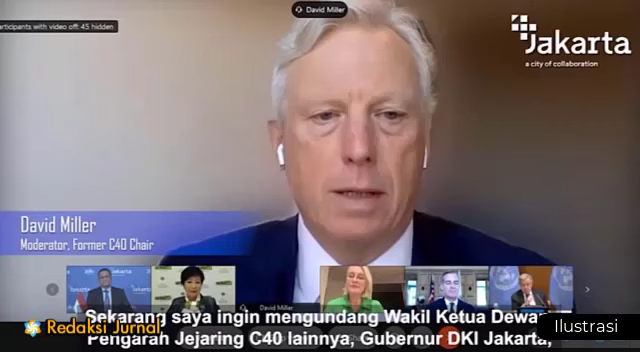 David Miller
participants with video off: 45 hidden
Jakarta
a city of collaboration
David Miller
Moderator, Former C40 Chair
Jakarta
David Miller
Sekarang saya ingin mengundang Wakil Ketua Dewan
Pengarah Jejaring C40 lainnya, Gubernur DKI Jakarta,
Redaksi Jurnal
Ilustrasi